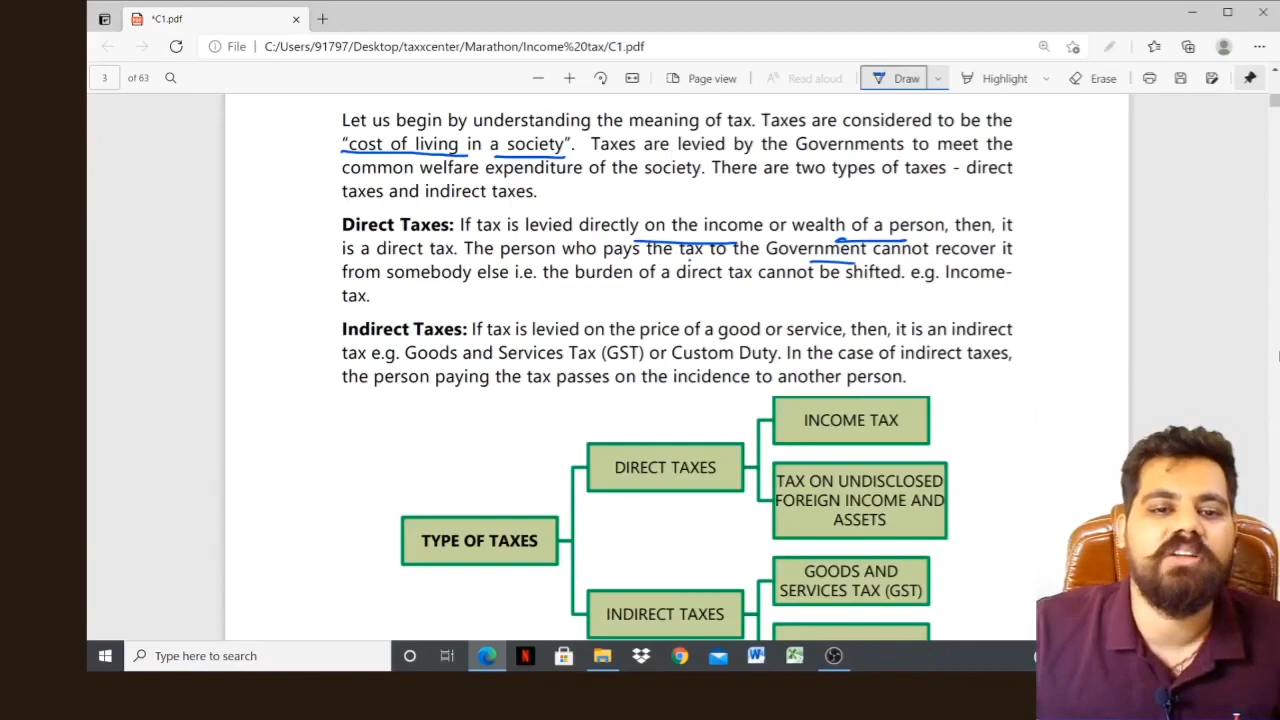 *C1.pdf
File
C:/Users/91797/Desktop/taxxcenter/Marathon/Income%20tax/C1.pdf
3 of 63
Page view
Read aloud
Draw
Highlight
Erase
Let us begin by understanding the meaning of tax. Taxes are considered to be the
“cost of living in a society”. Taxes are levied by the Governments to meet the
common welfare expenditure of the society. There are two types of taxes - direct
taxes and indirect taxes.
Direct Taxes: If tax is levied directly on the income or wealth of a person, then, it
is a direct tax. The person who pays the tax to the Government cannot recover it
from somebody else i.e. the burden of a direct tax cannot be shifted. e.g. Income-
tax.
Indirect Taxes: If tax is levied on the price of a good or service, then, it is an indirect
tax e.g. Goods and Services Tax (GST) or Custom Duty. In the case of indirect taxes,
the person paying the tax passes on the incidence to another person.
TYPE OF TAXES
DIRECT TAXES
INCOME TAX
TAX ON UNDISCLOSED
FOREIGN INCOME AND
ASSETS
INDIRECT TAXES
GOODS AND
SERVICES TAX (GST)
Type here to search